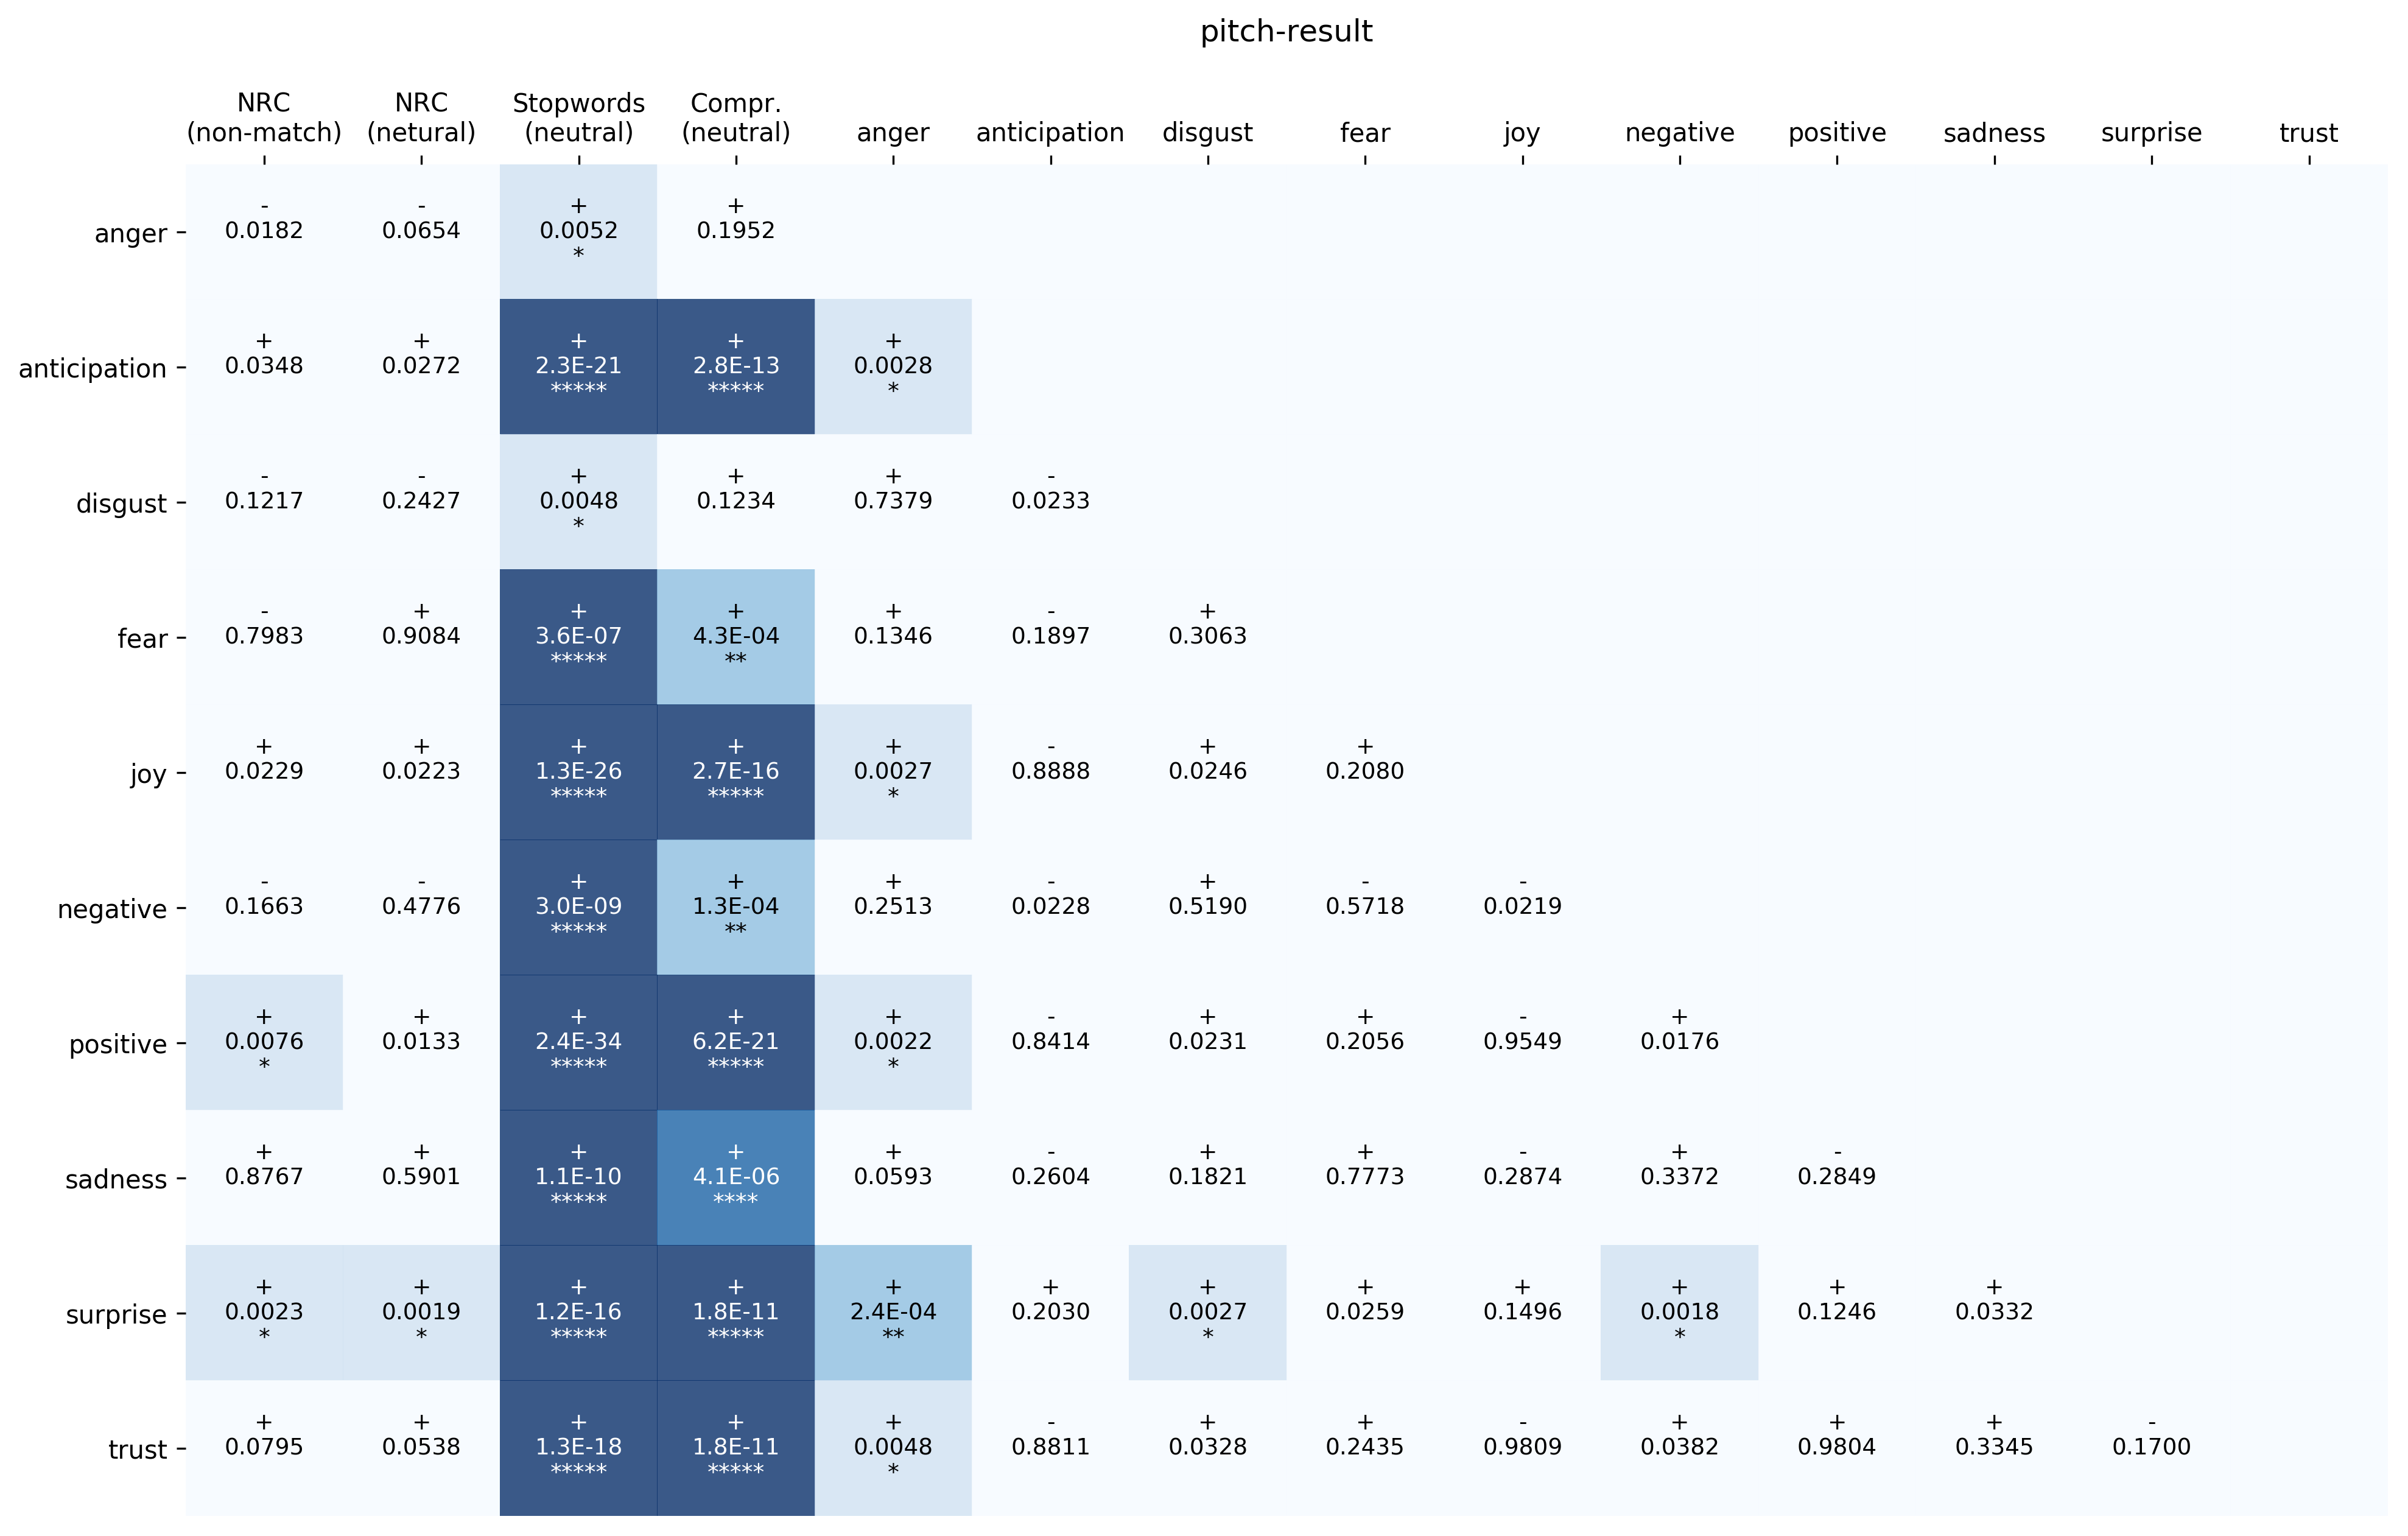 pitch-result
NRC NRC Stopwords Compr.
(non-match) (netural) (neutral) (neutral) anger anticipation disgust fear joy negative positive sadness surprise trust
- - + +
anger 0.0182 0.0654 0.0052 0.1952
*
+ + + + +
anticipation 0.0348 0.0272 2.3E-21 2.8E-13 0.0028
***** ***** *
- - + + + -
disgust 0.1217 0.2427 0.0048 0.1234 0.7379 0.0233
*
- + + + + - +
fear 0.7983 0.9084 3.6E-07 4.3E-04 0.1346 0.1897 0.3063
***** **
+ + + + + - + +
joy 0.0229 0.0223 1.3E-26 2.7E-16 0.0027 0.8888 0.0246 0.2080
***** ***** *
- - + + + - + - -
negative 0.1663 0.4776 3.0E-09 1.3E-04 0.2513 0.0228 0.5190 0.5718 0.0219
***** **
+ + + + + - + + - +
positive 0.0076 0.0133 2.4E-34 6.2E-21 0.0022 0.8414 0.0231 0.2056 0.9549 0.0176
* ***** ***** *
+ + + + + - + + - + -
sadness 0.8767 0.5901 1.1E-10 4.1E-06 0.0593 0.2604 0.1821 0.7773 0.2874 0.3372 0.2849
***** ****
+ + + + + + + + + + + +
surprise 0.0023 0.0019 1.2E-16 1.8E-11 2.4E-04 0.2030 0.0027 0.0259 0.1496 0.0018 0.1246 0.0332
* * ***** ***** ** * *
+ + + + + - + + - + + + -
trust 0.0795 0.0538 1.3E-18 1.8E-11 0.0048 0.8811 0.0328 0.2435 0.9809 0.0382 0.9804 0.3345 0.1700
***** ***** *